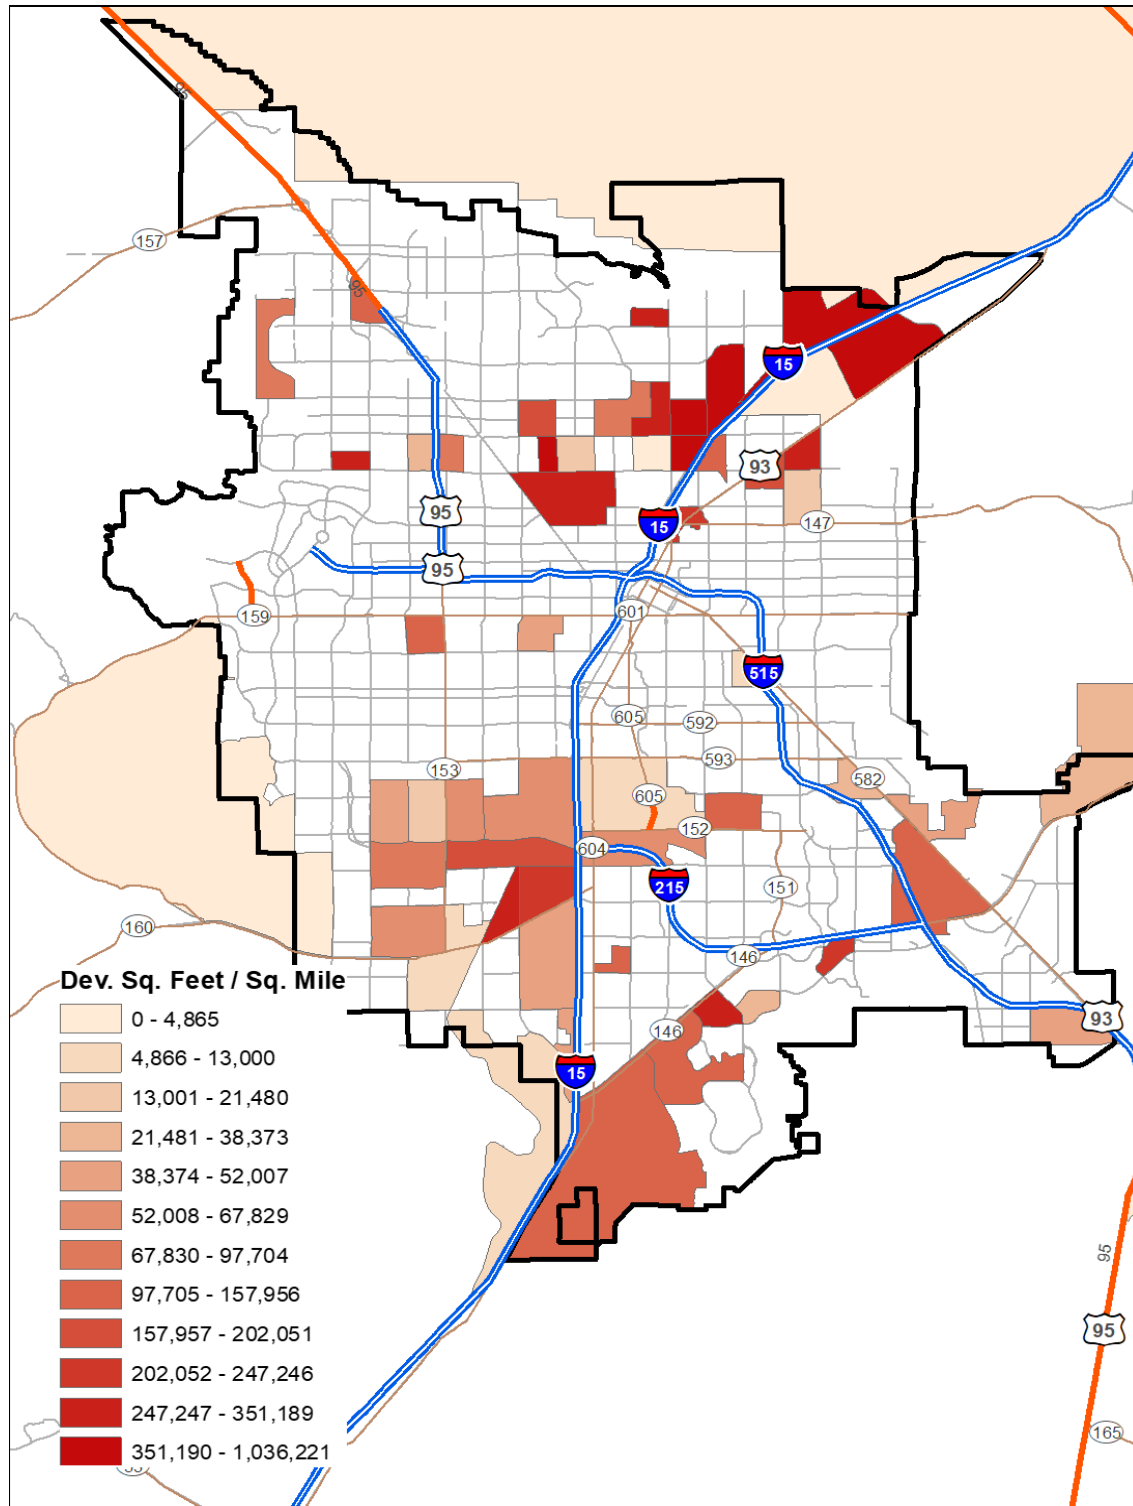 95
157
95
15
93
95
15
147
95
601
159
515
605
592
593
153
582
605
152
604
215
151
160
146
Dev. Sq. Feet / Sq. Mile
0 - 4,865
93
146
4,866 - 13,000
15
13,001 - 21,480
21,481 - 38,373
38,374 - 52,007
52,008 - 67,829
67,830 - 97,704
95
97,705 - 157,956
95
157,957 - 202,051
202,052 - 247,246
247,247 - 351,189
165
351,190 - 1,036,221